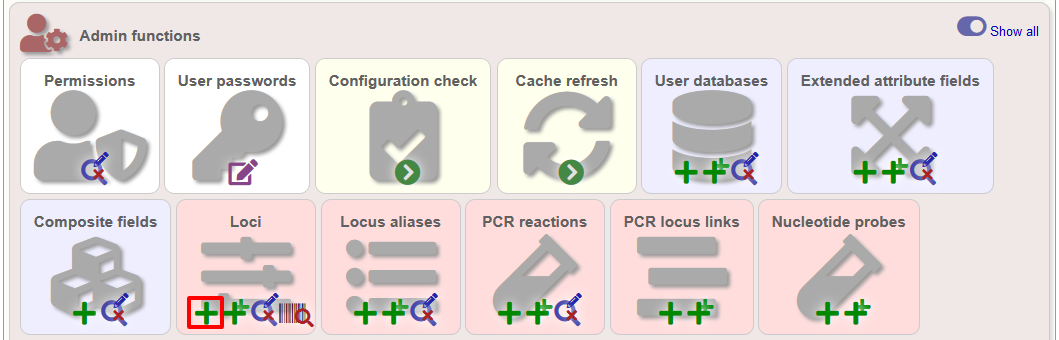 Admin functions
Show all
Permissions
User passwords
Configuration check
Cache refresh
User databases
Extended attribute fields
Composite fields
Loci
Locus aliases
PCR reactions
PCR locus links
Nucleotide probes